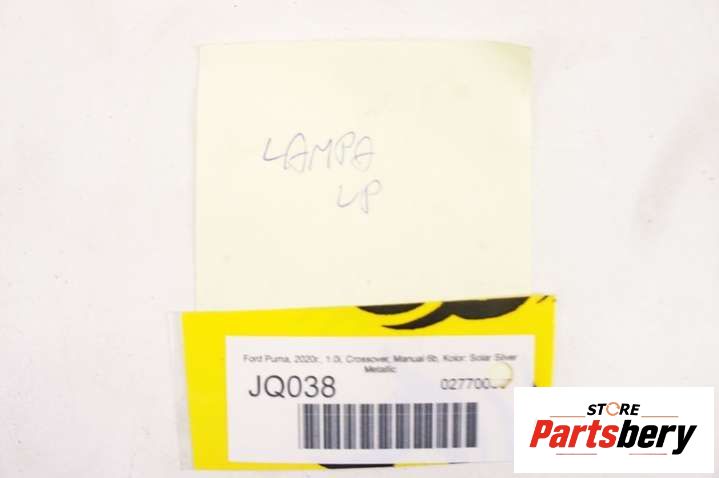 LAMPA
LP
Ford Puma, 2020r., 1.0i, Crossover, Manual 6b, Kolor: Solar Silver
Metallic
JQ038
STORE
Partsbery